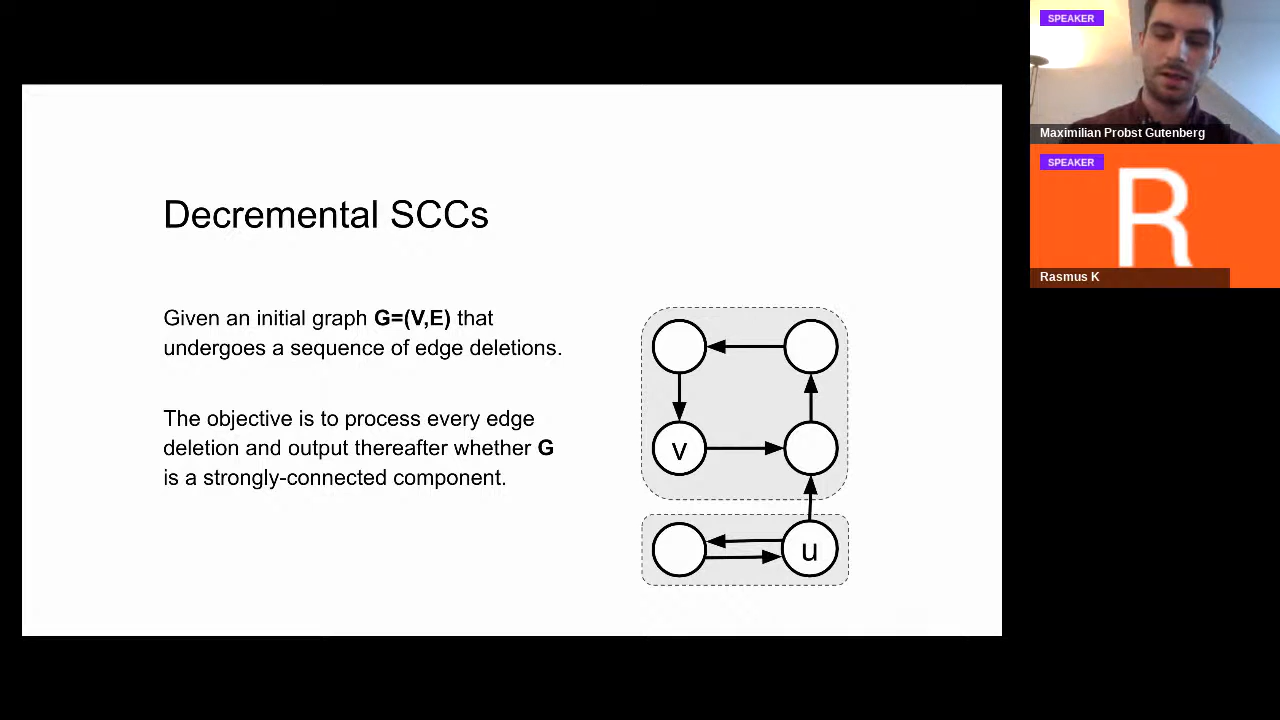 SPEAKER
Maximilian Probst Gutenberg
SPEAKER
R
Rasmus K
Decremental SCCs
Given an initial graph G=(V,E) that
undergoes a sequence of edge deletions.
The objective is to process every edge
deletion and output thereafter whether G
is a strongly-connected component.
v
u